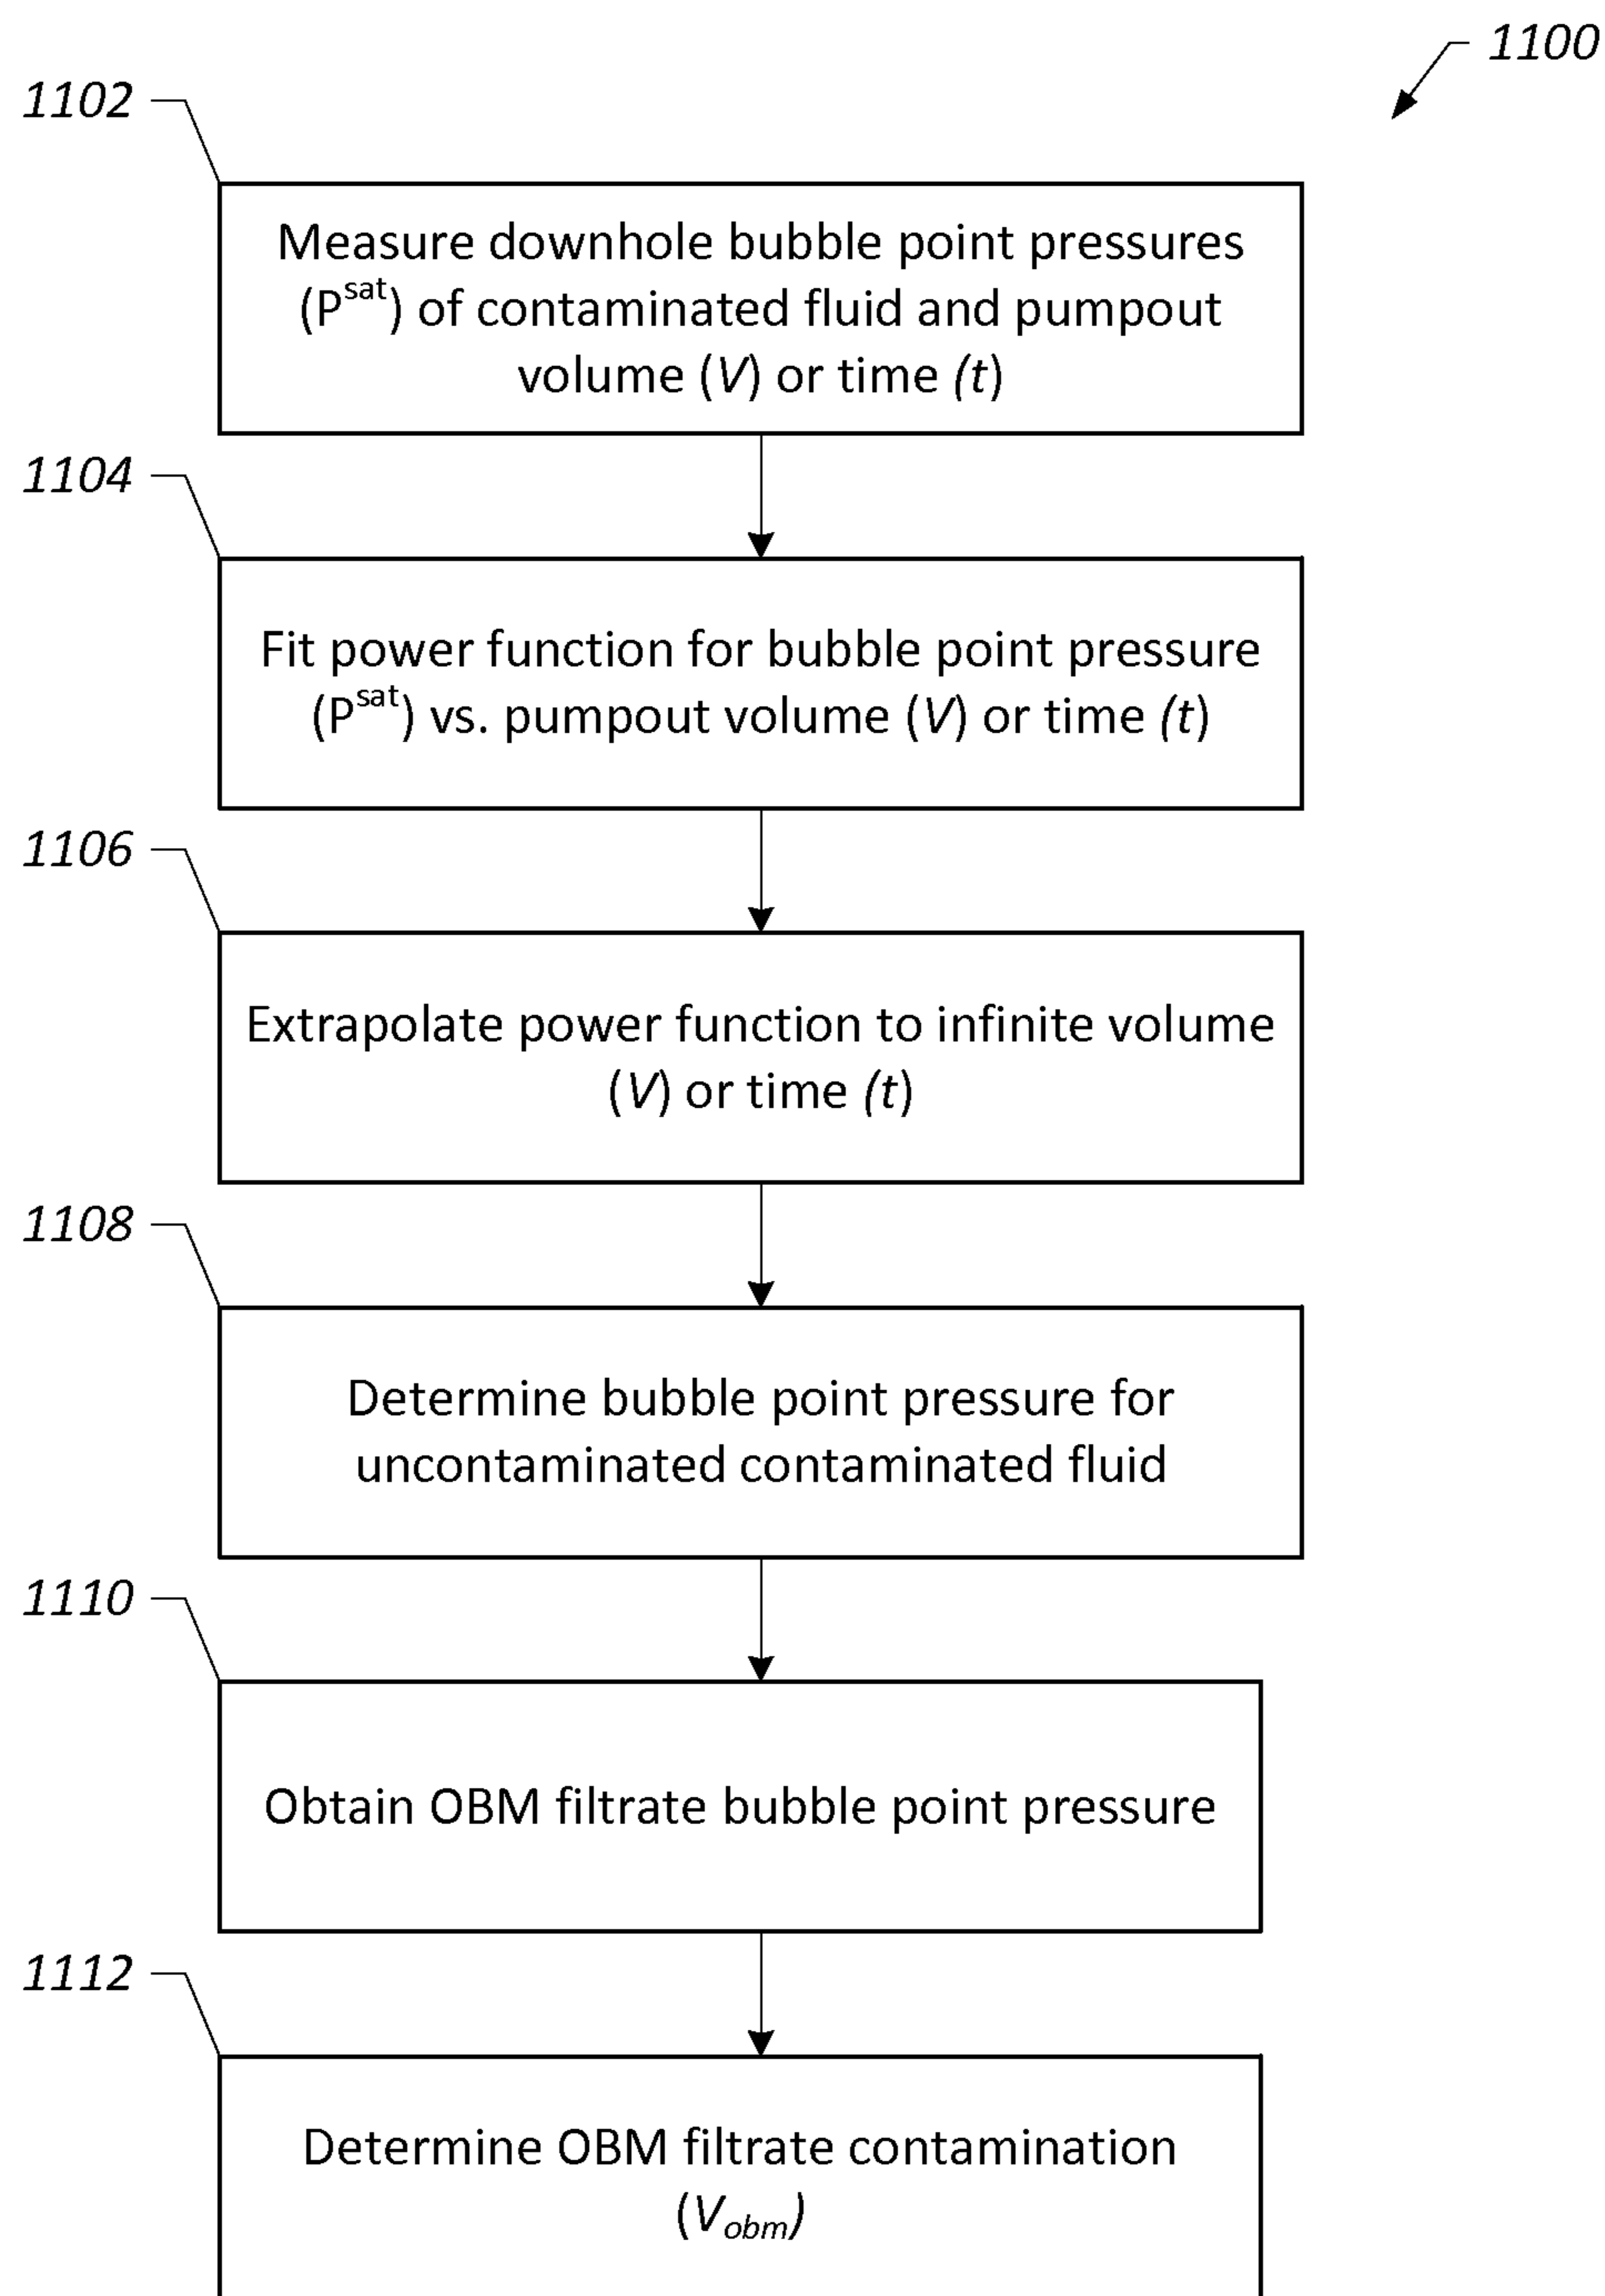 1100
1102
Measure downhole bubble point pressures
(P^sat) of contaminated fluid and pumpout
volume (V) or time (t)
1104
Fit power function for bubble point pressure
(P^sat) vs. pumpout volume (V) or time (t)
1106
Extrapolate power function to infinite volume
(V) or time (t)
1108
Determine bubble point pressure for
uncontaminated contaminated fluid
1110
Obtain OBM filtrate bubble point pressure
1112
Determine OBM filtrate contamination
(V_obm)